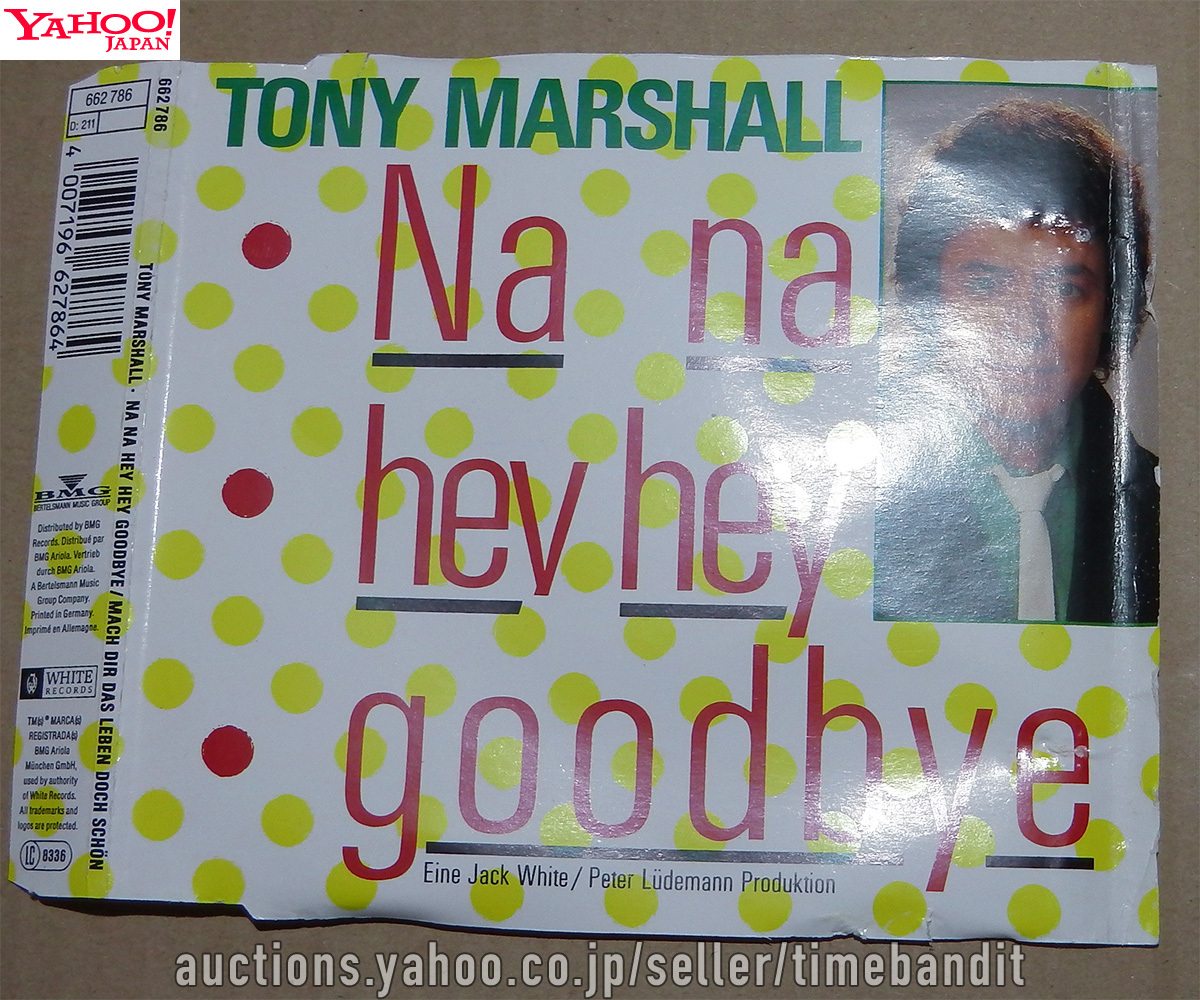 YAHOO!
JAPAN
662 786
D: 211
662 786
4 007196 627864
TONY MARSHALL · NA NA HEY HEY GOODBYE / MACH DIR DAS LEBEN DOCH SCHÖN
BMG
BERTELSMANN MUSIC GROUP
Distributed by BMG
Records. Distribué par
BMG Ariola. Vertrieb
durch BMG Ariola.
A Bertelsmann Music
Group Company.
Printed in Germany.
Imprimé en Allemagne.
WHITE
RECORDS
TM(s) ® MARCA(s)
REGISTRADA(s)
BMG Ariola
München GmbH,
used by authority
of White Records.
All trademarks and
logos are protected.
LC 8336
TONY MARSHALL
Na na
hey hey
goodbye
Eine Jack White / Peter Lüdemann Produktion
auctions.yahoo.co.jp/seller/timebandit